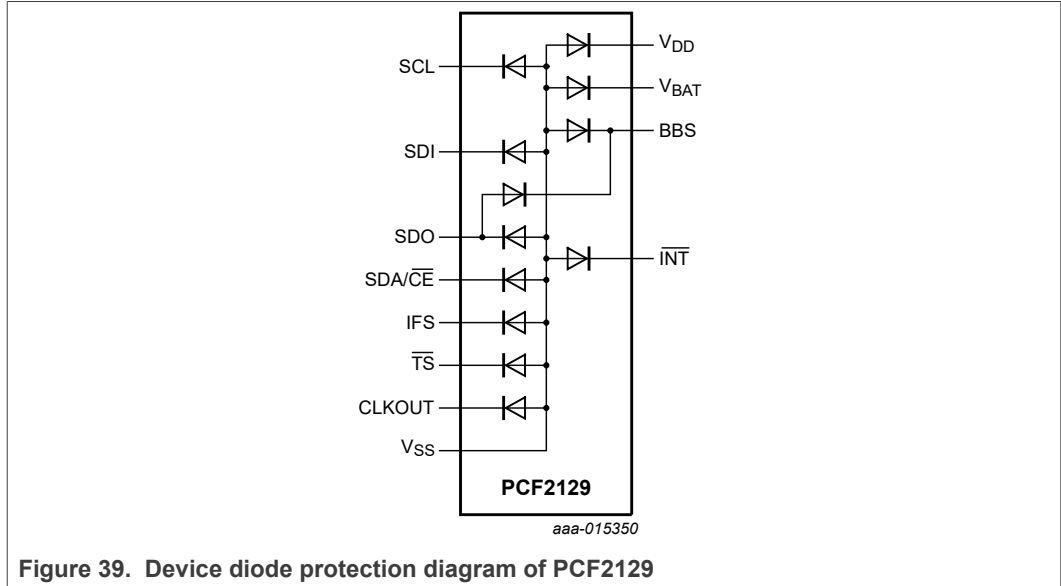 VDD
SCL
VBAT
BBS
SDI
SDO
INT
SDA/CE
IFS
TS
CLKOUT
VSS
PCF2129
aaa-015350
Figure 39. Device diode protection diagram of PCF2129